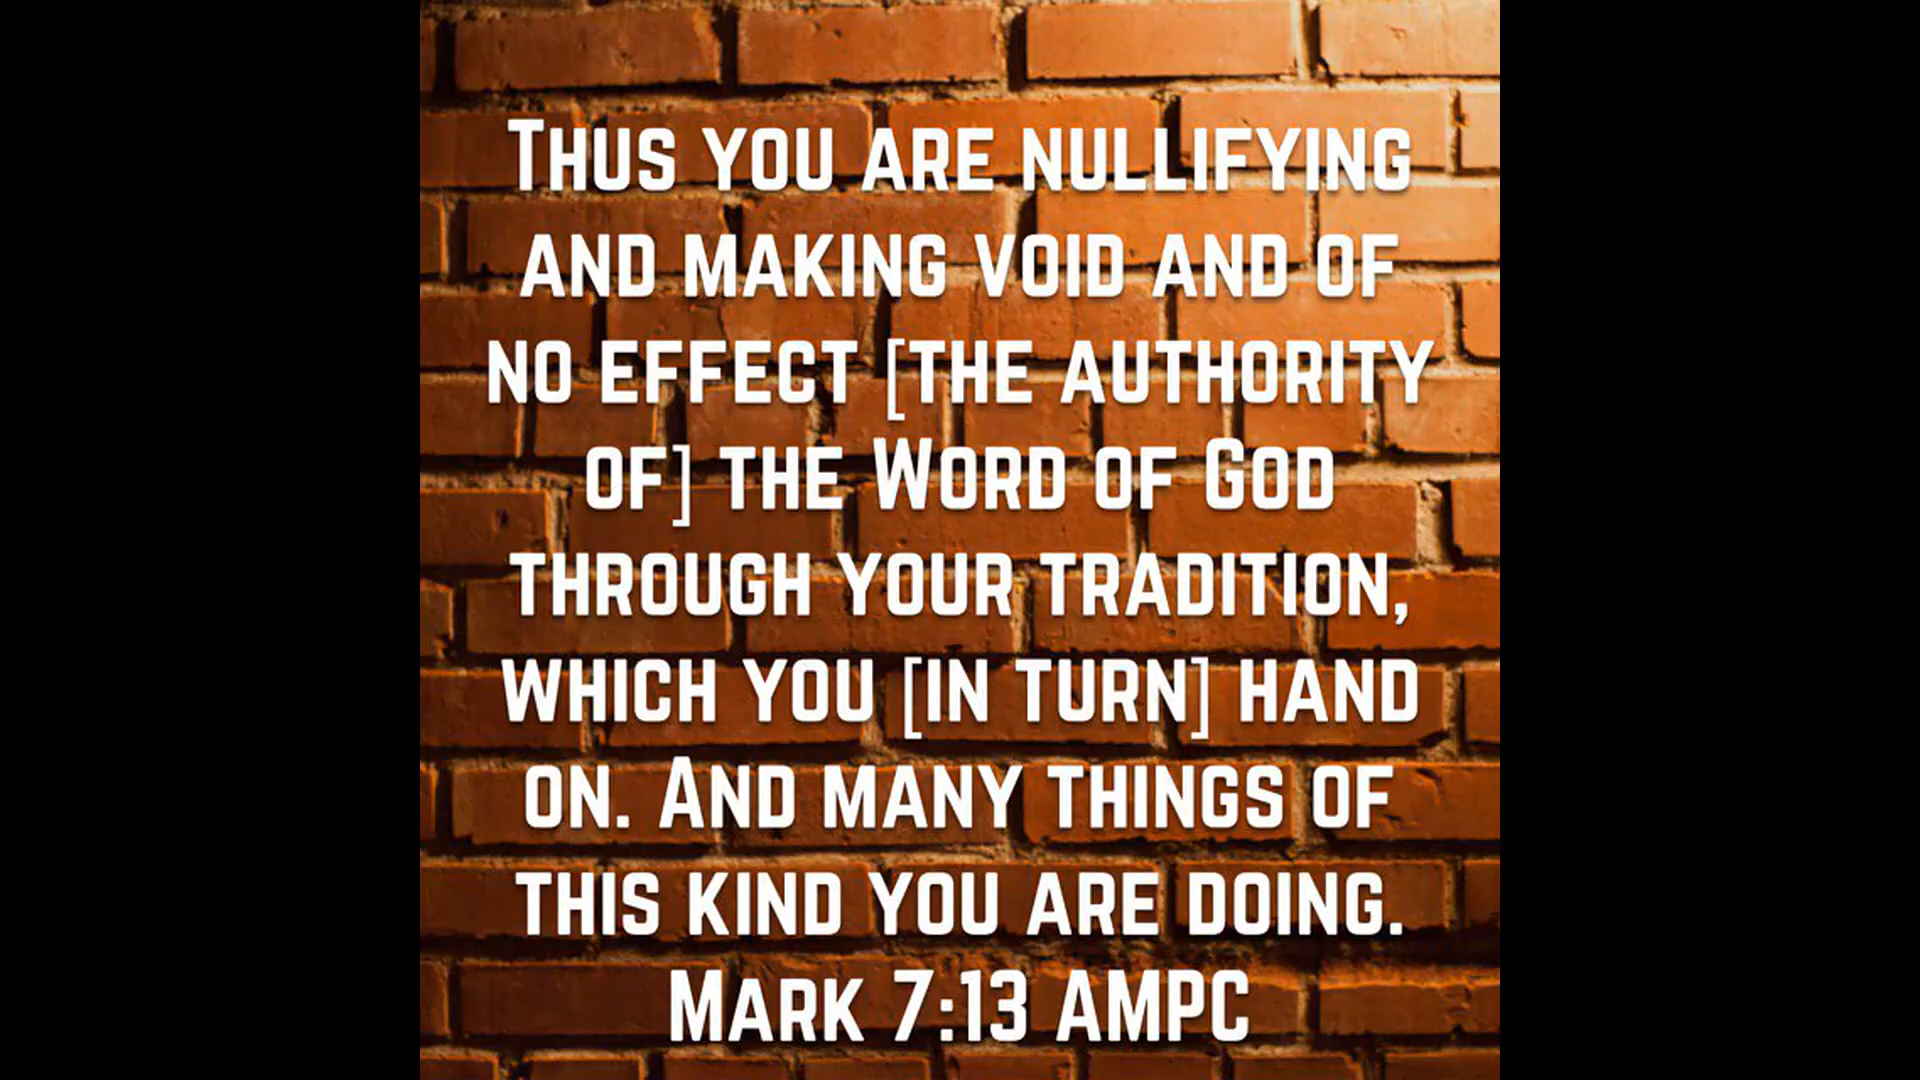 Thus you are nullifying
and making void and of
no effect [the authority
of] the Word of God
through your tradition,
which you [in turn] hand
on. And many things of
this kind you are doing.
Mark 7:13 AMPC